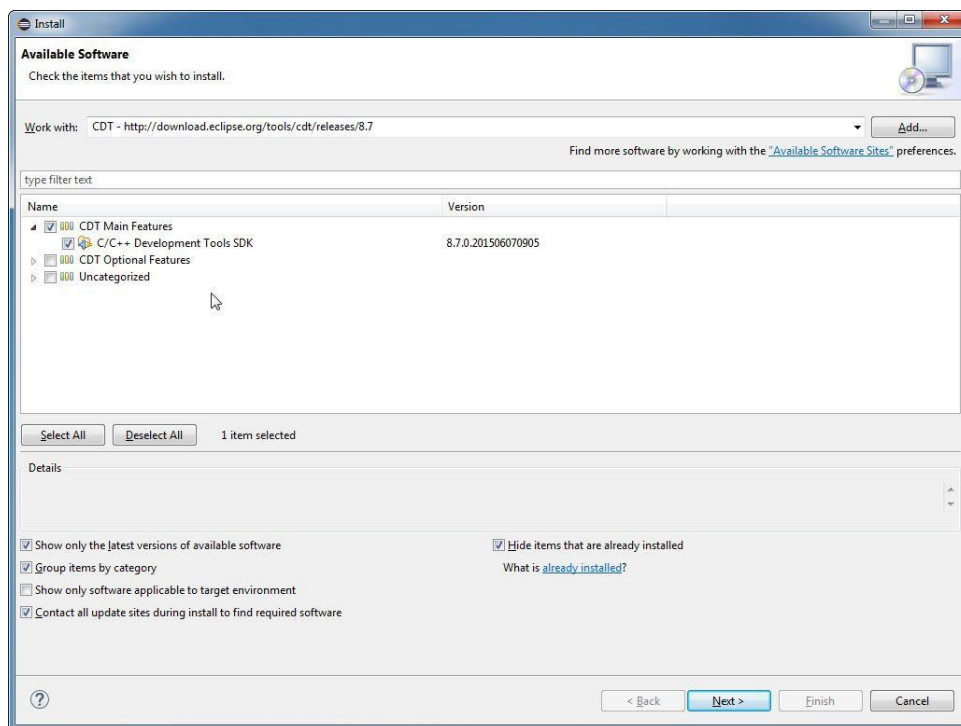 Install
Available Software
Check the items that you wish to install.
Work with: CDT - http://download.eclipse.org/tools/cdt/releases/8.7 Add...
Find more software by working with the "Available Software Sites" preferences.
type filter text
Name Version
CDT Main Features
C/C++ Development Tools SDK 8.7.0.201506070905
CDT Optional Features
Uncategorized
Select All Deselect All 1 item selected
Details
Show only the latest versions of available software Hide items that are already installed
Group items by category What is already installed?
Show only software applicable to target environment
Contact all update sites during install to find required software
? < Back Next > Finish Cancel